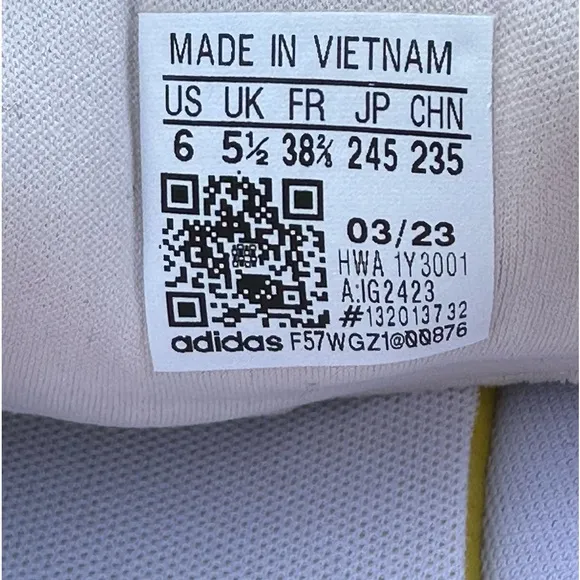 MADE IN VIETNAM
US UK FR JP CHN
6 5½ 38⅔ 245 235
03/23
HWA 1Y3001
A:IG2423
#132013732
adidas F57WGZ1@00876